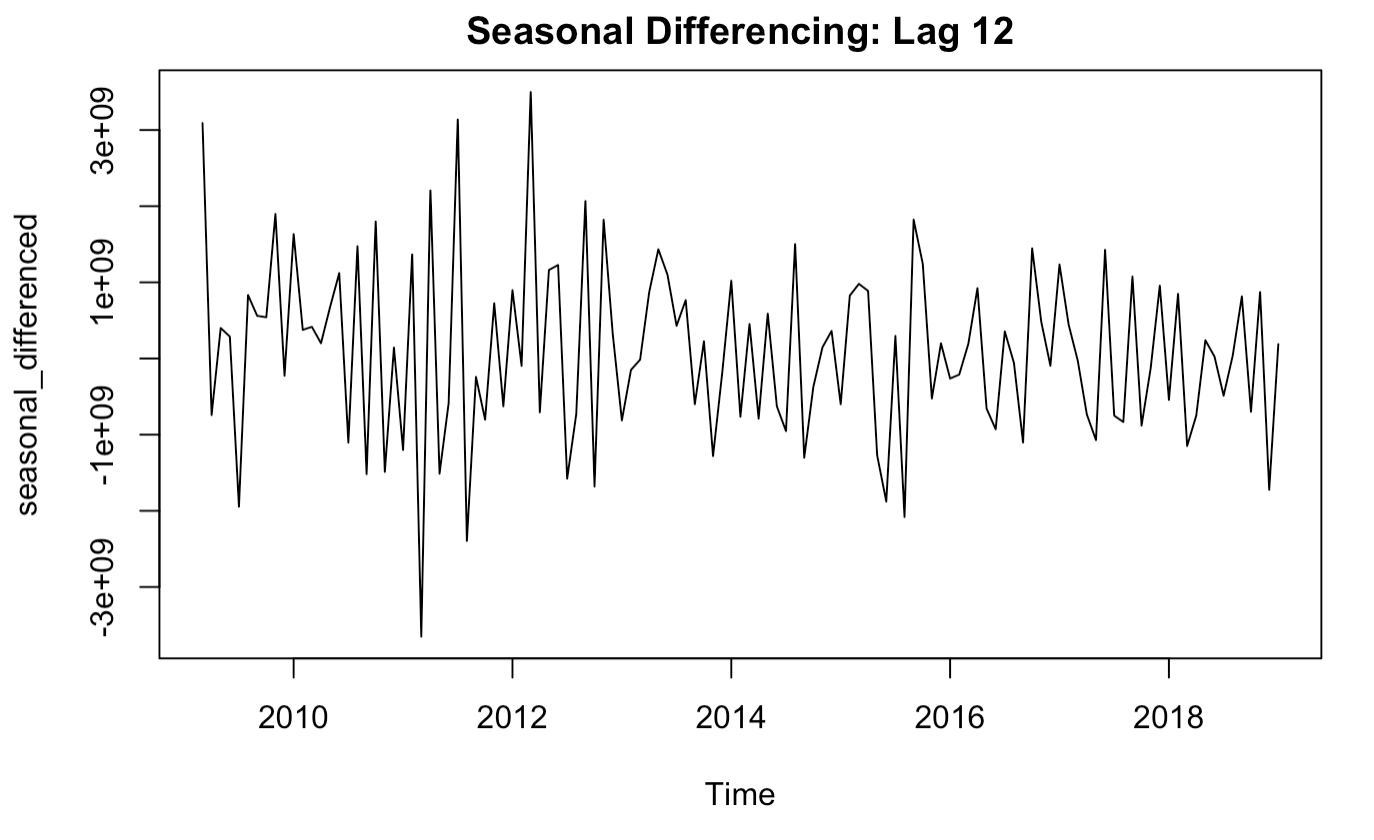 Seasonal Differencing: Lag 12
seasonal_differenced
3e+09
1e+09
-1e+09
-3e+09
2010 2012 2014 2016 2018
Time